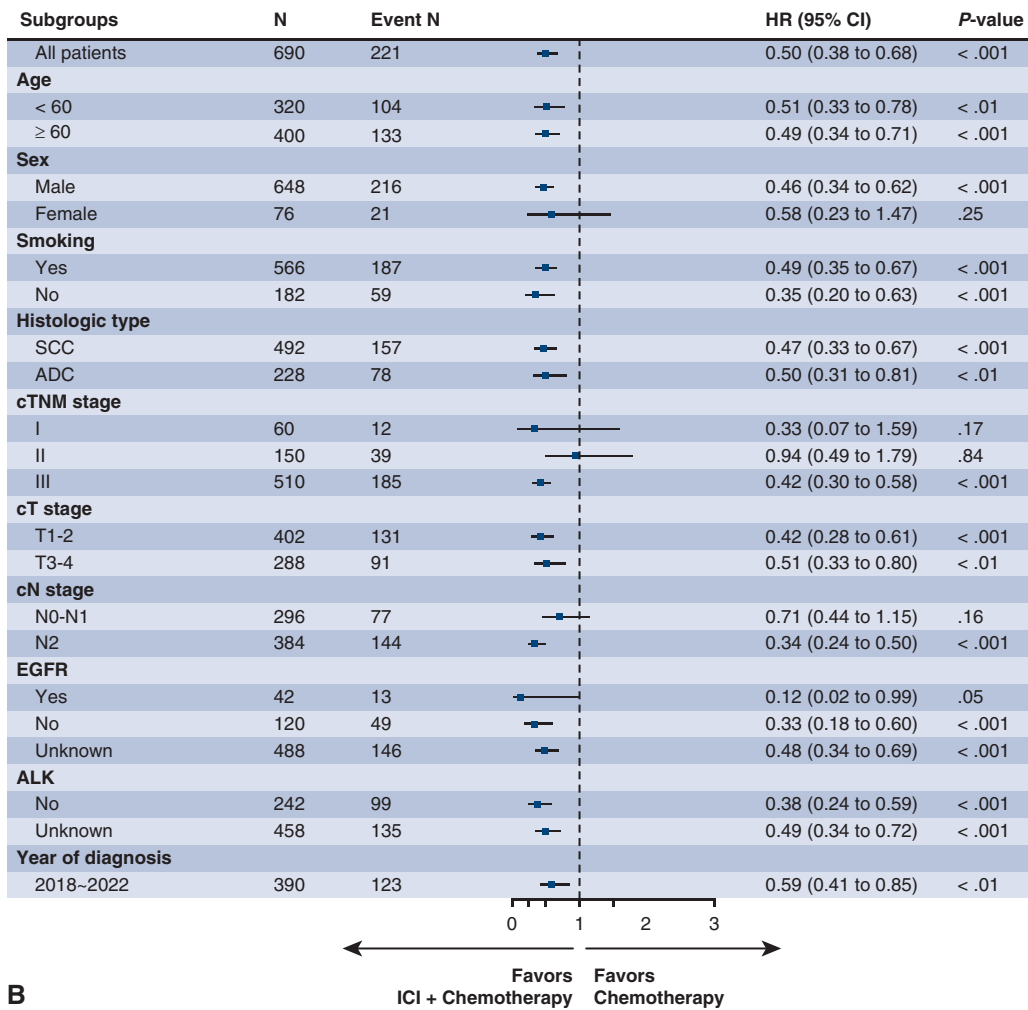 Subgroups N Event N HR (95% CI) P-value
All patients 690 221 0.50 (0.38 to 0.68) < .001
Age
< 60 320 104 0.51 (0.33 to 0.78) < .01
≥ 60 400 133 0.49 (0.34 to 0.71) < .001
Sex
Male 648 216 0.46 (0.34 to 0.62) < .001
Female 76 21 0.58 (0.23 to 1.47) .25
Smoking
Yes 566 187 0.49 (0.35 to 0.67) < .001
No 182 59 0.35 (0.20 to 0.63) < .001
Histologic type
SCC 492 157 0.47 (0.33 to 0.67) < .001
ADC 228 78 0.50 (0.31 to 0.81) < .01
cTNM stage
I 60 12 0.33 (0.07 to 1.59) .17
II 150 39 0.94 (0.49 to 1.79) .84
III 510 185 0.42 (0.30 to 0.58) < .001
cT stage
T1-2 402 131 0.42 (0.28 to 0.61) < .001
T3-4 288 91 0.51 (0.33 to 0.80) < .01
cN stage
N0-N1 296 77 0.71 (0.44 to 1.15) .16
N2 384 144 0.34 (0.24 to 0.50) < .001
EGFR
Yes 42 13 0.12 (0.02 to 0.99) .05
No 120 49 0.33 (0.18 to 0.60) < .001
Unknown 488 146 0.48 (0.34 to 0.69) < .001
ALK
No 242 99 0.38 (0.24 to 0.59) < .001
Unknown 458 135 0.49 (0.34 to 0.72) < .001
Year of diagnosis
2018~2022 390 123 0.59 (0.41 to 0.85) < .01
0 1 2 3
Favors Favors
ICI + Chemotherapy Chemotherapy
B